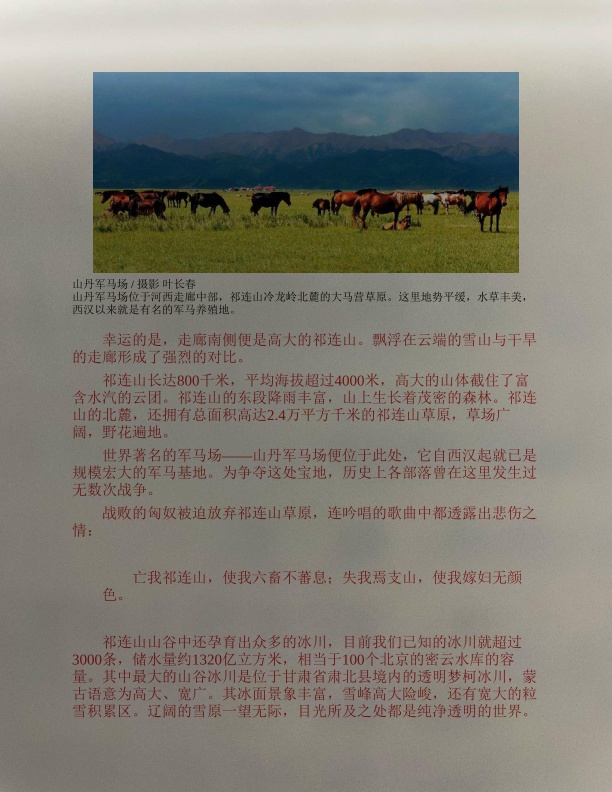 山丹军马场 / 摄影 叶长春
山丹军马场位于河西走廊中部，祁连山冷龙岭北麓的大马营草原。这里地势平缓，水草丰美，
西汉以来就是有名的军马养殖地。
幸运的是，走廊南侧便是高大的祁连山。飘浮在云端的雪山与干旱
的走廊形成了强烈的对比。
祁连山长达800千米，平均海拔超过4000米，高大的山体截住了富
含水汽的云团。祁连山的东段降雨丰富，山上生长着茂密的森林。祁连
山的北麓，还拥有总面积高达2.4万平方千米的祁连山草原，草场广
阔，野花遍地。
世界著名的军马场——山丹军马场便位于此处，它自西汉起就已是
规模宏大的军马基地。为争夺这处宝地，历史上各部落曾在这里发生过
无数次战争。
战败的匈奴被迫放弃祁连山草原，连吟唱的歌曲中都透露出悲伤之
情：
亡我祁连山，使我六畜不蕃息；失我焉支山，使我嫁妇无颜
色。
祁连山山谷中还孕育出众多的冰川，目前我们已知的冰川就超过
3000条，储水量约1320亿立方米，相当于100个北京的密云水库的容
量。其中最大的山谷冰川是位于甘肃省肃北县境内的透明梦柯冰川，蒙
古语意为高大、宽广。其冰面景象丰富，雪峰高大险峻，还有宽大的粒
雪积累区。辽阔的雪原一望无际，目光所及之处都是纯净透明的世界。